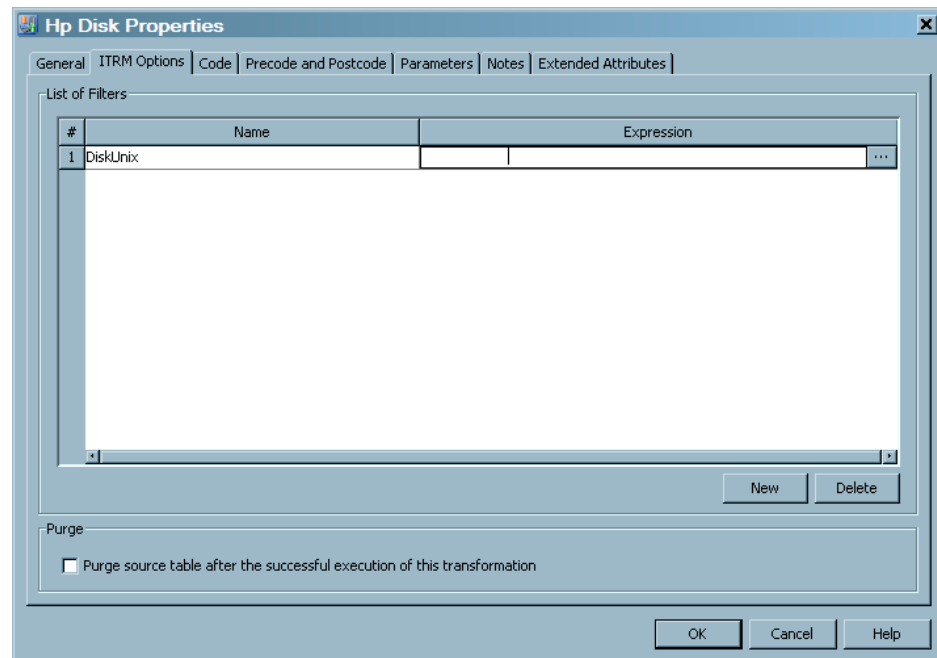 Hp Disk Properties
General ITRM Options Code Precode and Postcode Parameters Notes Extended Attributes
List of Filters
# Name Expression
1 DiskUnix ...
New Delete
Purge
Purge source table after the successful execution of this transformation
OK Cancel Help